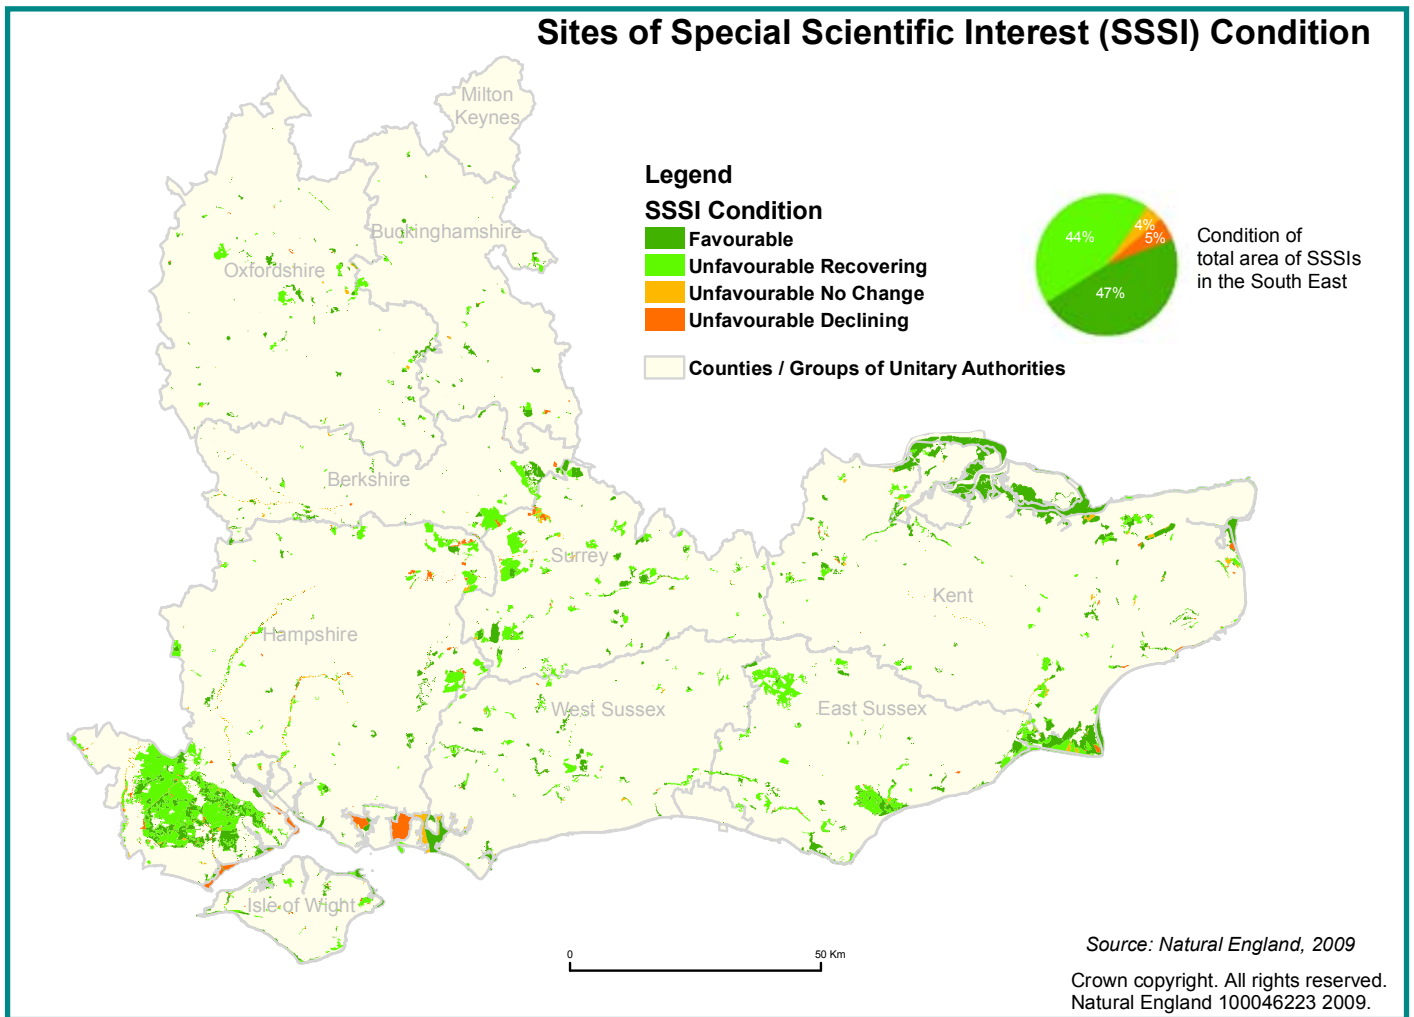 Sites of Special Scientific Interest (SSSI) Condition
Milton
Keynes
Buckinghamshire
Oxfordshire
Berkshire
Surrey
Kent
Hampshire
West Sussex
East Sussex
Isle of Wight
Legend
SSSI Condition
Favourable
Unfavourable Recovering
Unfavourable No Change
Unfavourable Declining
Counties / Groups of Unitary Authorities
44%
4%
5%
47%
Condition of
total area of SSSIs
in the South East
0
50 Km
Source: Natural England, 2009
Crown copyright. All rights reserved.
Natural England 100046223 2009.